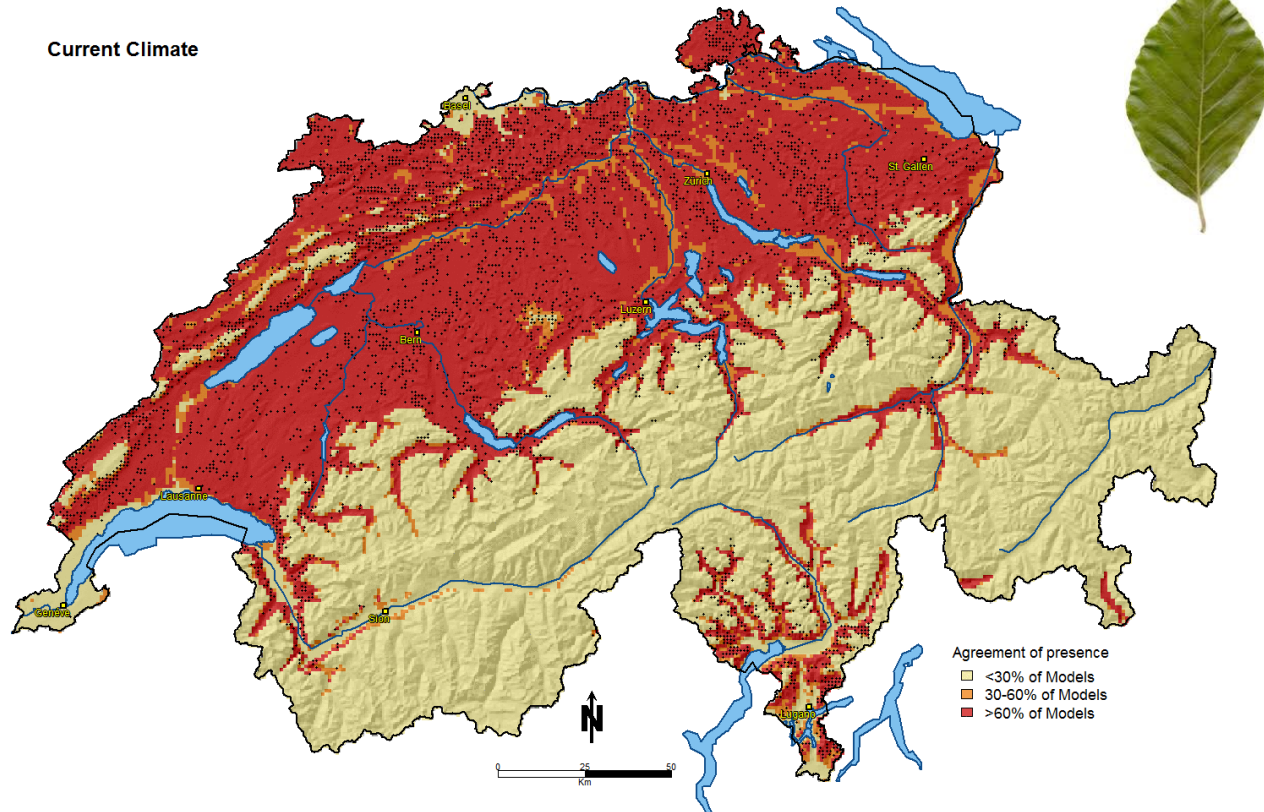 Current Climate
Basel
St. Gallen
Zürich
Luzern
Bern
Lausanne
Genève
Sion
Lugano
Agreement of presence
<30% of Models
30-60% of Models
>60% of Models
N
0 25 50
Km